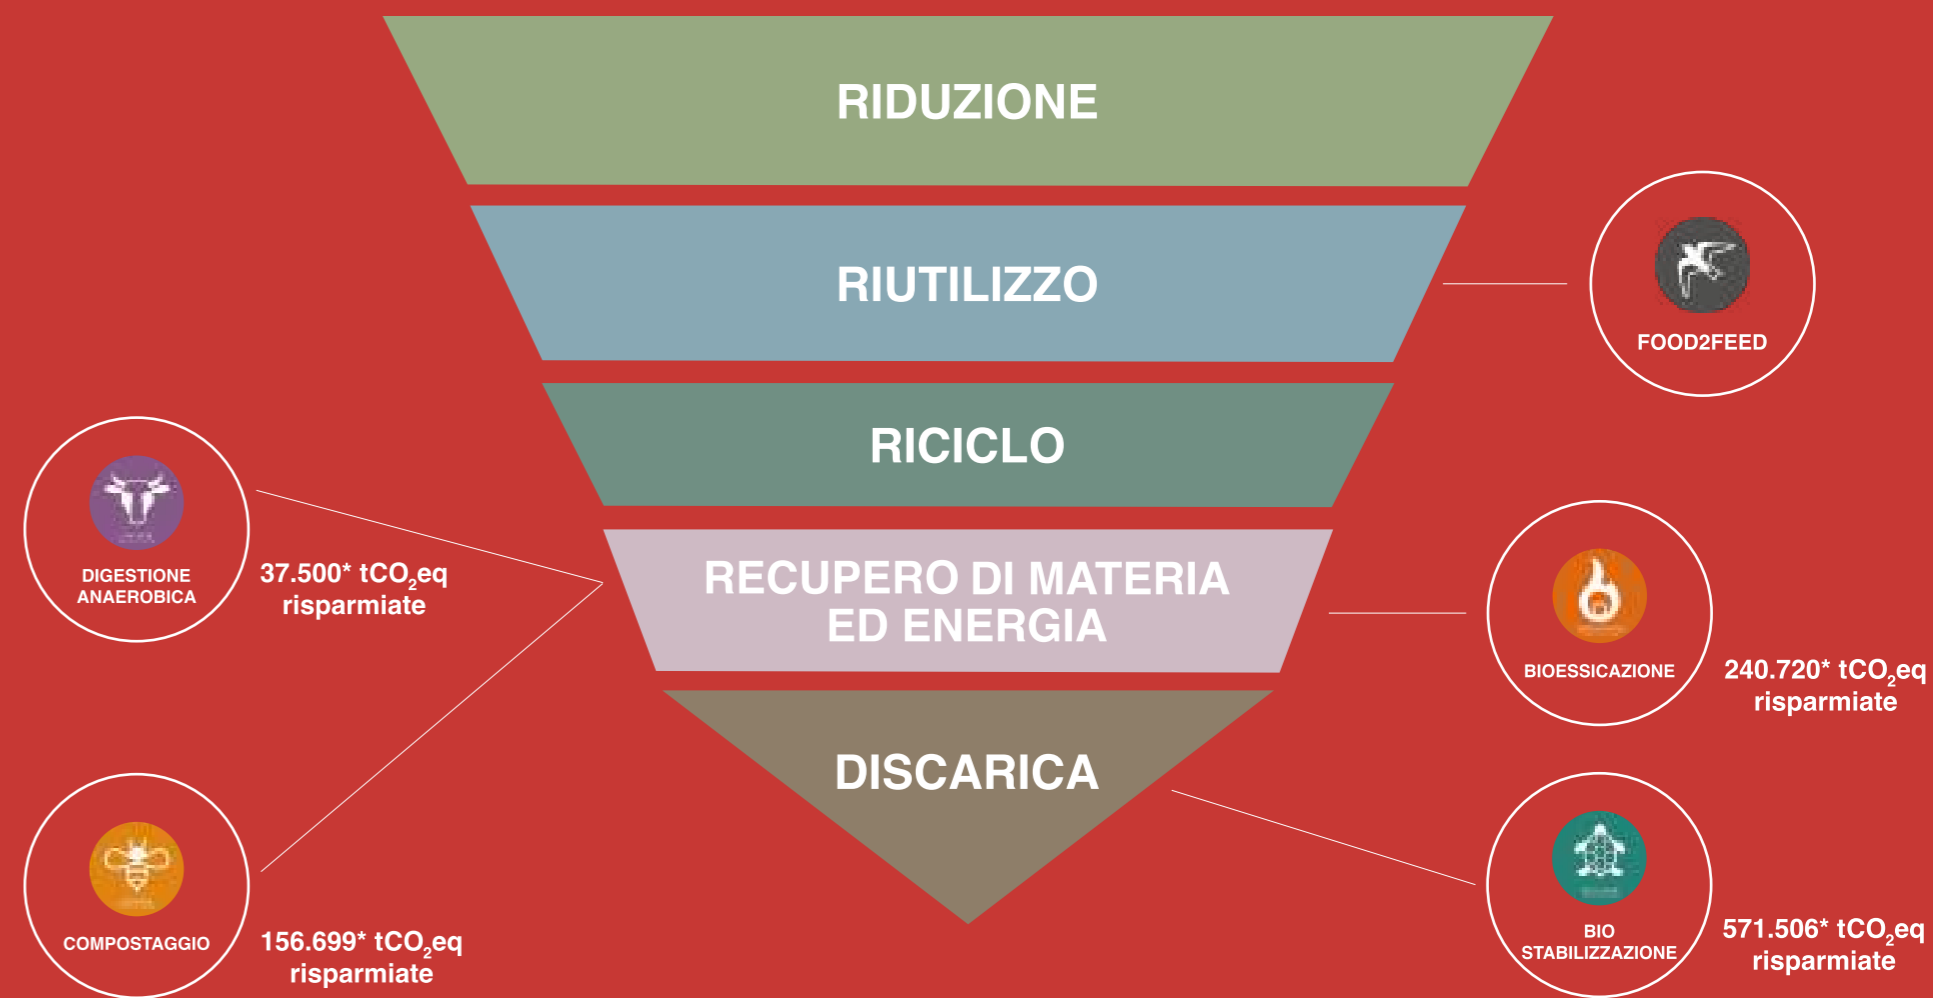 RIDUZIONE
RIUTILIZZO
FOOD2FEED
RICICLO
DIGESTIONE
ANAEROBICA
37.500* tCO₂eq
risparmiate
RECUPERO DI MATERIA
ED ENERGIA
BIOESSICAZIONE
240.720* tCO₂eq
risparmiate
DISCARICA
COMPOSTAGGIO
156.699* tCO₂eq
risparmiate
BIO
STABILIZZAZIONE
571.506* tCO₂eq
risparmiate